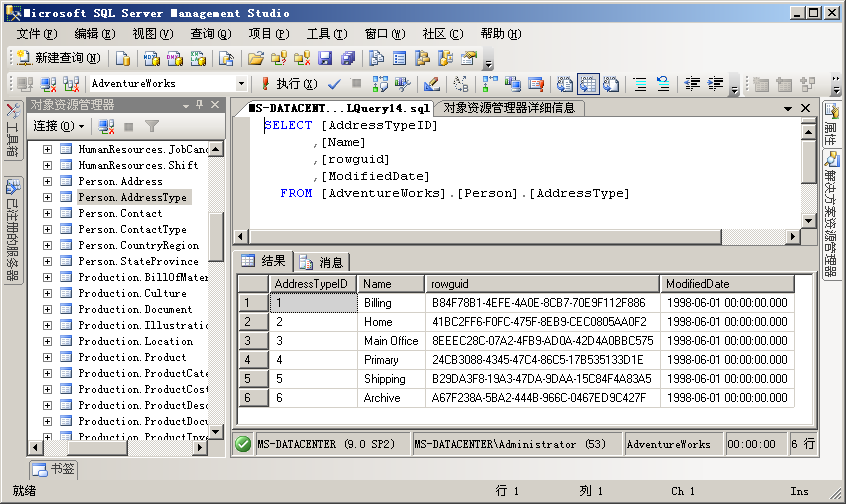 Microsoft SQL Server Management Studio
文件(F) 编辑(E) 视图(V) 查询(Q) 项目(P) 工具(T) 窗口(W) 社区(C) 帮助(H)
新建查询(N)
AdventureWorks 执行(X)
对象资源管理器
连接(O)
HumanResources.JobCand
HumanResources.Shift
Person.Address
Person.AddressType
Person.Contact
Person.ContactType
Person.CountryRegion
Person.StateProvince
Production.BillOfMater
Production.Culture
Production.Document
Production.Illustratio
Production.Location
Production.Product
Production.ProductCate
Production.ProductCost
Production.ProductDesc
Production.ProductDocu
Production.ProductInve
书签
工具箱
已注册的服务器
MS-DATACENT...LQuery14.sql 对象资源管理器详细信息
SELECT [AddressTypeID]
,[Name]
,[rowguid]
,[ModifiedDate]
FROM [AdventureWorks].[Person].[AddressType]
结果 消息
AddressTypeID Name rowguid ModifiedDate
1 1 Billing B84F78B1-4EFE-4A0E-8CB7-70E9F112F886 1998-06-01 00:00:00.000
2 2 Home 41BC2FF6-F0FC-475F-8EB9-CEC0805AA0F2 1998-06-01 00:00:00.000
3 3 Main Office 8EEEC28C-07A2-4FB9-AD0A-42D4A0BBC575 1998-06-01 00:00:00.000
4 4 Primary 24CB3088-4345-47C4-86C5-17B535133D1E 1998-06-01 00:00:00.000
5 5 Shipping B29DA3F8-19A3-47DA-9DAA-15C84F4A83A5 1998-06-01 00:00:00.000
6 6 Archive A67F238A-5BA2-444B-966C-0467ED9C427F 1998-06-01 00:00:00.000
MS-DATACENTER (9.0 SP2) MS-DATACENTER\Administrator (53) AdventureWorks 00:00:00 6 行
属性
解决方案资源管理器
就绪 行 1 列 1 Ch 1 Ins